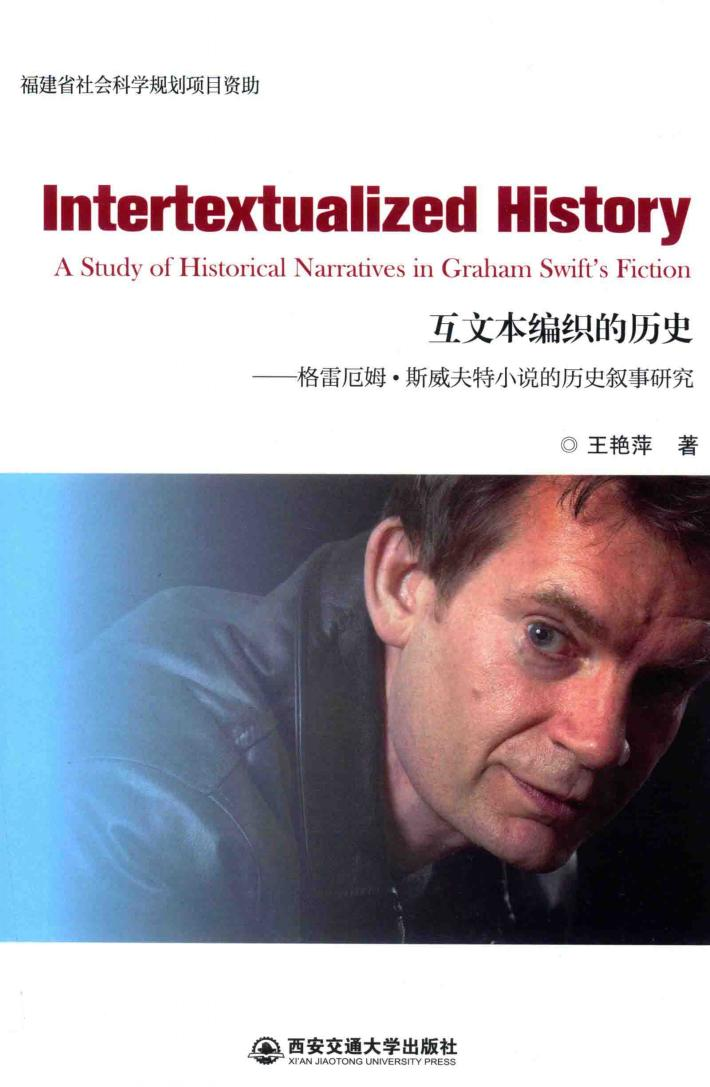 福建省社会科学规划项目资助
Intertextualized History
A Study of Historical Narratives in Graham Swift's Fiction
互文本编织的历史
——格雷厄姆·斯威夫特小说的历史叙事研究
◎ 王艳萍 著
西安交通大学出版社
XI'AN JIAOTONG UNIVERSITY PRESS